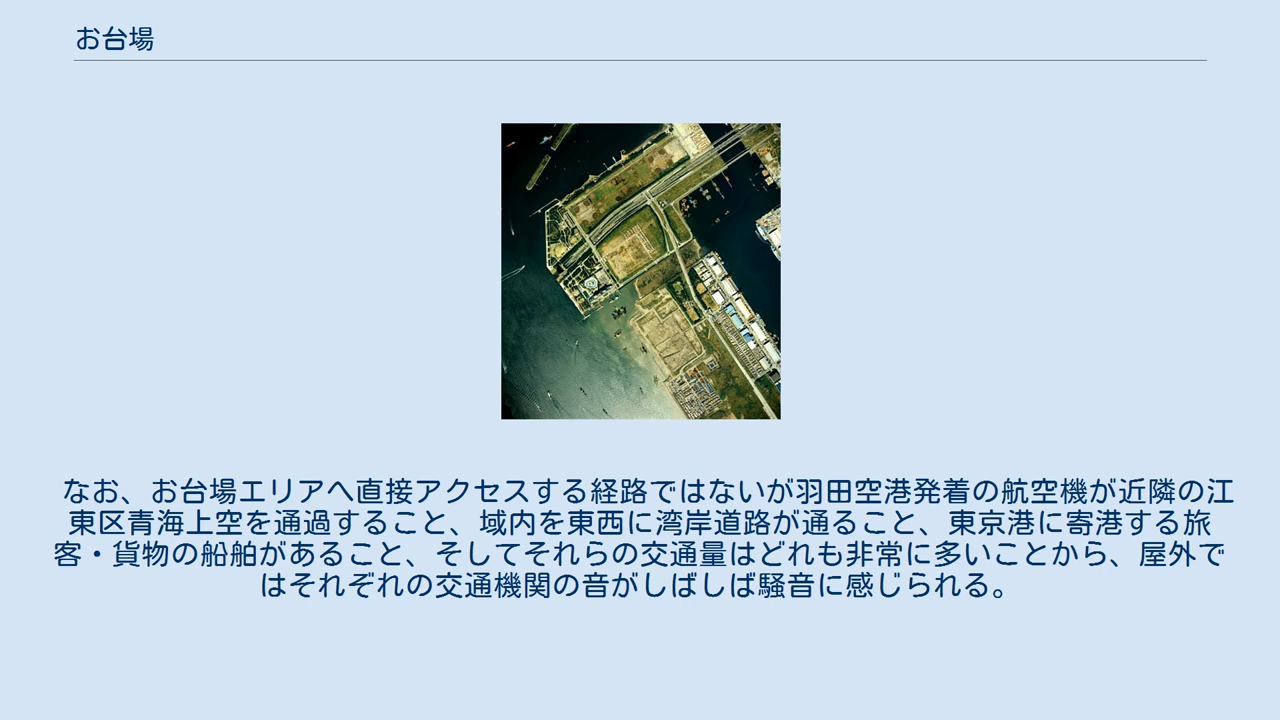 お台場
なお、お台場エリアへ直接アクセスする経路ではないが羽田空港発着の航空機が近隣の江
東区青海上空を通過すること、域内を東西に湾岸道路が通ること、東京港に寄港する旅
客・貨物の船舶があること、そしてそれらの交通量はどれも非常に多いことから、屋外で
はそれぞれの交通機関の音がしばしば騒音に感じられる。